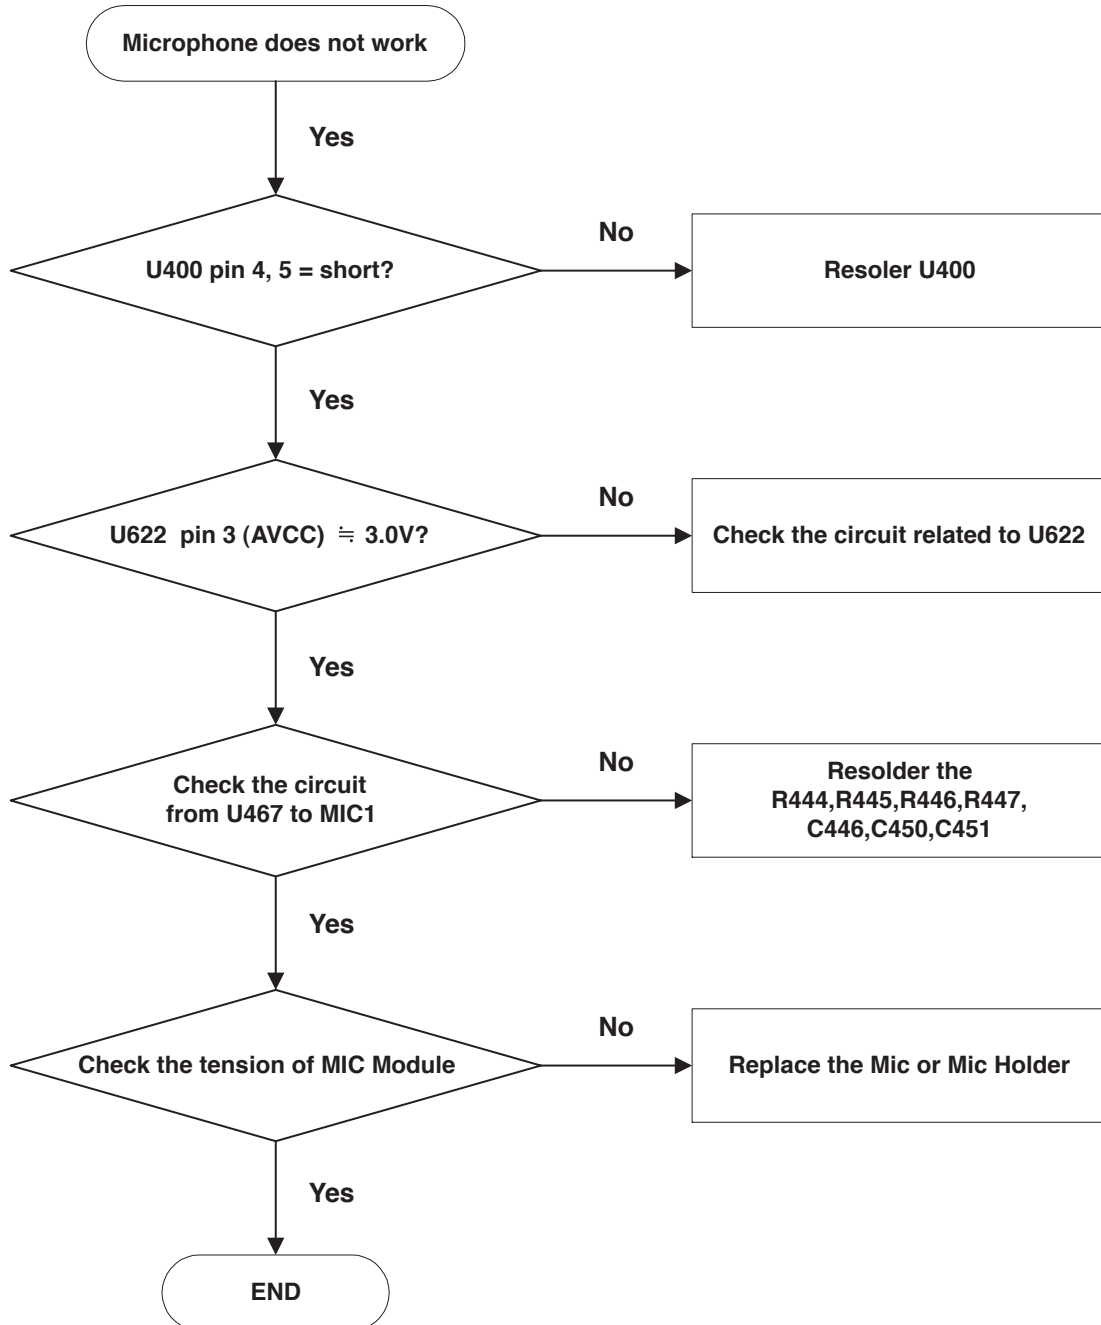 Microphone does not work
Yes
U400 pin 4, 5 = short?
No
Resoler U400
Yes
U622 pin 3 (AVCC) ≒ 3.0V?
No
Check the circuit related to U622
Yes
Check the circuit
from U467 to MIC1
No
Resolder the
R444,R445,R446,R447,
C446,C450,C451
Yes
Check the tension of MIC Module
No
Replace the Mic or Mic Holder
Yes
END